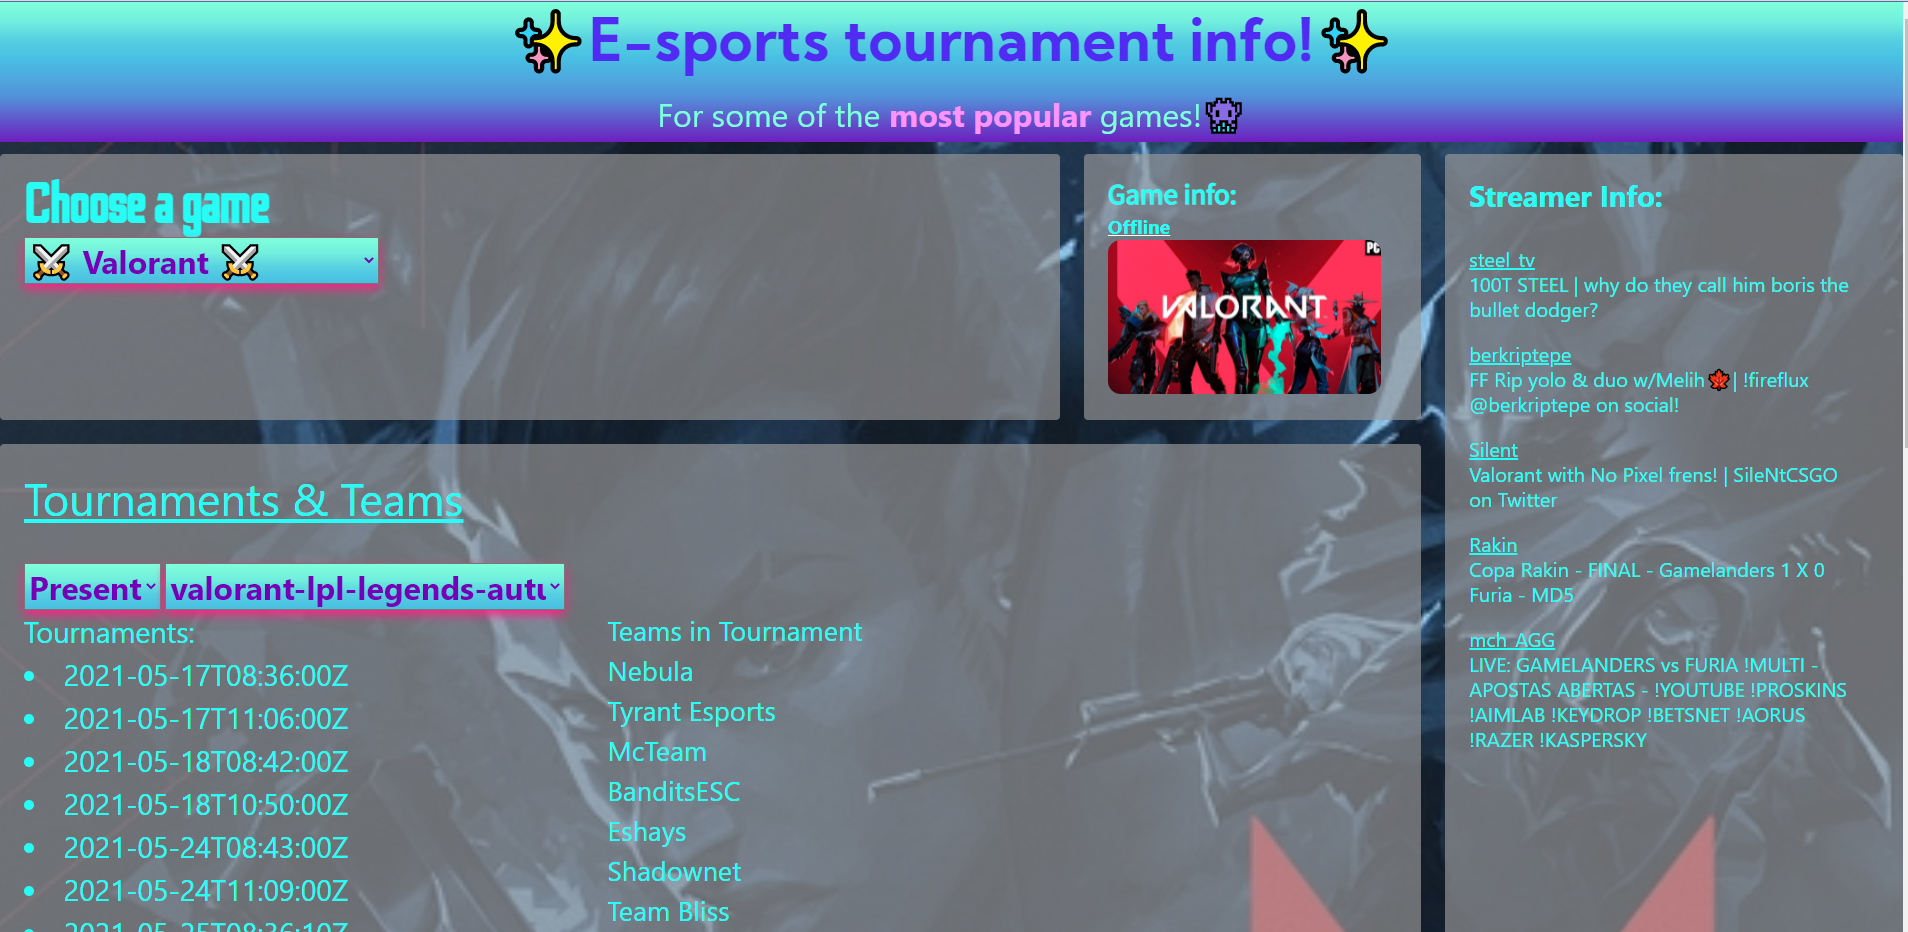 ✨E-sports tournament info!✨
For some of the most popular games!👾
Choose a game
⚔️ Valorant ⚔️
Game info:
Offline
PC
VALORANT
Tournaments & Teams
Present
valorant-lpl-legends-autu
Tournaments:
2021-05-17T08:36:00Z
2021-05-17T11:06:00Z
2021-05-18T08:42:00Z
2021-05-18T10:50:00Z
2021-05-24T08:43:00Z
2021-05-24T11:09:00Z
2021-05-25T08:36:10Z
Teams in Tournament
Nebula
Tyrant Esports
McTeam
BanditsESC
Eshays
Shadownet
Team Bliss
Streamer Info:
steel_tv
100T STEEL | why do they call him boris the
bullet dodger?
berkriptepe
FF Rip yolo & duo w/Melih🍁| !fireflux
@berkriptepe on social!
Silent
Valorant with No Pixel frens! | SileNtCSGO
on Twitter
Rakin
Copa Rakin - FINAL - Gamelanders 1 X 0
Furia - MD5
mch_AGG
LIVE: GAMELANDERS vs FURIA !MULTI -
APOSTAS ABERTAS - !YOUTUBE !PROSKINS
!AIMLAB !KEYDROP !BETSNET !AORUS
!RAZER !KASPERSKY